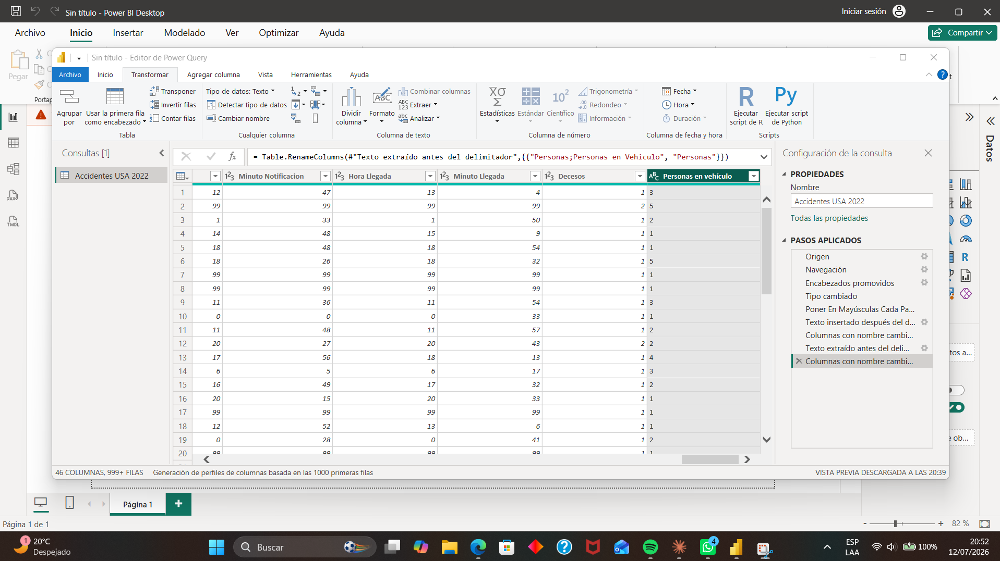 Sin título - Power BI Desktop
Iniciar sesión
Archivo Inicio Insertar Modelado Ver Optimizar Ayuda
Compartir
Pegar
Portap
Sin título - Editor de Power Query
Archivo Inicio Transformar Agregar columna Vista Herramientas Ayuda
Agrupar por
Usar la primera fila como encabezado
Transponer
Invertir filas
Contar filas
Tabla
Tipo de datos: Texto
Detectar tipo de datos
Cambiar nombre
Cualquier columna
Dividir columna
Formato
Combinar columnas
Extraer
Analizar
Columna de texto
Estadísticas
Estándar
Científico
Trigonometría
Redondeo
Información
Columna de número
Fecha
Hora
Duración
Columna de fecha y hora
Ejecutar script de R
Ejecutar script de Python
Scripts
Consultas [1]
Accidentes USA 2022
= Table.RenameColumns(#"Texto extraído antes del delimitador",{{"Personas;Personas en Vehiculo", "Personas"}})
Minuto Notificacion Hora Llegada Minuto Llegada Decesos Personas en vehículo
1 12 47 13 4 1 3
2 99 99 99 99 2 5
3 1 33 1 50 1 2
4 14 48 15 9 1 1
5 18 48 18 54 1 1
6 18 26 18 32 1 5
7 99 99 99 99 1 1
8 99 99 99 99 1 1
9 11 36 11 54 1 3
10 0 0 0 33 1 1
11 11 48 11 57 1 2
12 20 27 20 43 2 2
13 17 56 18 13 1 4
14 6 5 6 17 1 3
15 16 49 17 32 1 2
16 20 15 20 33 1 1
17 99 99 99 99 1 1
18 12 52 13 6 1 1
19 0 28 0 41 1 2
20 99 99 99 99 1 1
Configuración de la consulta
PROPIEDADES
Nombre
Accidentes USA 2022
Todas las propiedades
PASOS APLICADOS
Origen
Navegación
Encabezados promovidos
Tipo cambiado
Poner En Mayúsculas Cada Pa...
Texto insertado después del d...
Columnas con nombre cambi...
Texto extraído antes del deli...
Columnas con nombre cambi...
Datos
tos a...
e ob...
46 COLUMNAS, 999+ FILAS
Generación de perfiles de columnas basada en las 1000 primeras filas
VISTA PREVIA DESCARGADA A LAS 20:39
Página 1
Página 1 de 1
82 %
1
20°C
Despejado
Buscar
4
ESP
LAA
100%
20:52
12/07/2026